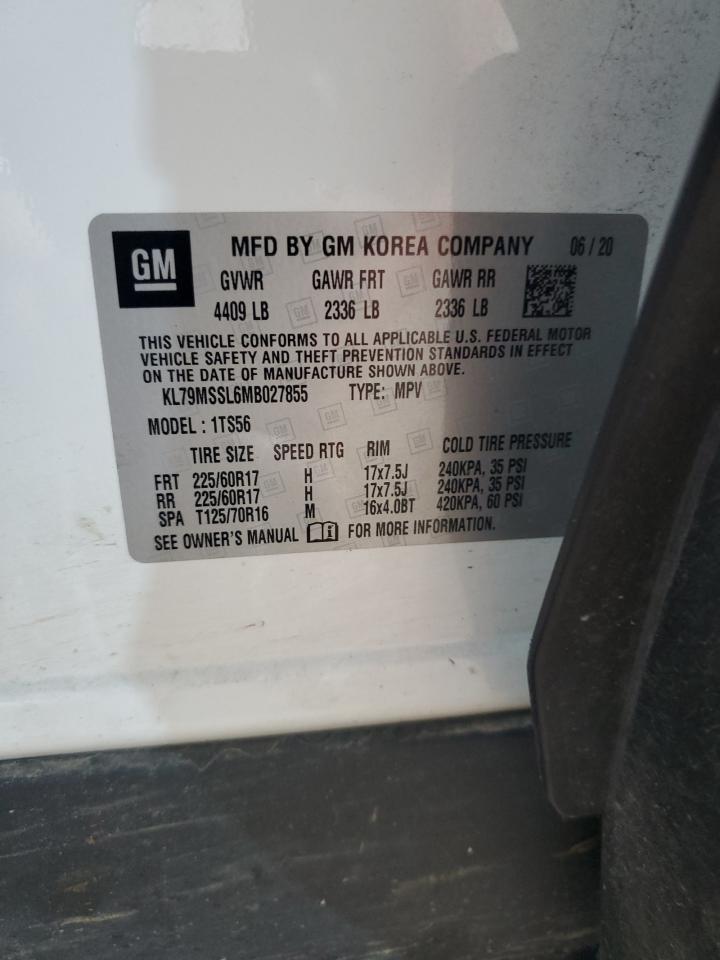 GM MFD BY GM KOREA COMPANY 06 / 20
GVWR GAWR FRT GAWR RR
4409 LB 2336 LB 2336 LB
THIS VEHICLE CONFORMS TO ALL APPLICABLE U.S. FEDERAL MOTOR
VEHICLE SAFETY AND THEFT PREVENTION STANDARDS IN EFFECT
ON THE DATE OF MANUFACTURE SHOWN ABOVE.
KL79MSSL6MB027855 TYPE: MPV
MODEL : 1TS56
TIRE SIZE SPEED RTG RIM COLD TIRE PRESSURE
FRT 225/60R17 H 17x7.5J 240KPA, 35 PSI
RR 225/60R17 H 17x7.5J 240KPA, 35 PSI
SPA T125/70R16 M 16x4.0BT 420KPA, 60 PSI
SEE OWNER'S MANUAL FOR MORE INFORMATION.